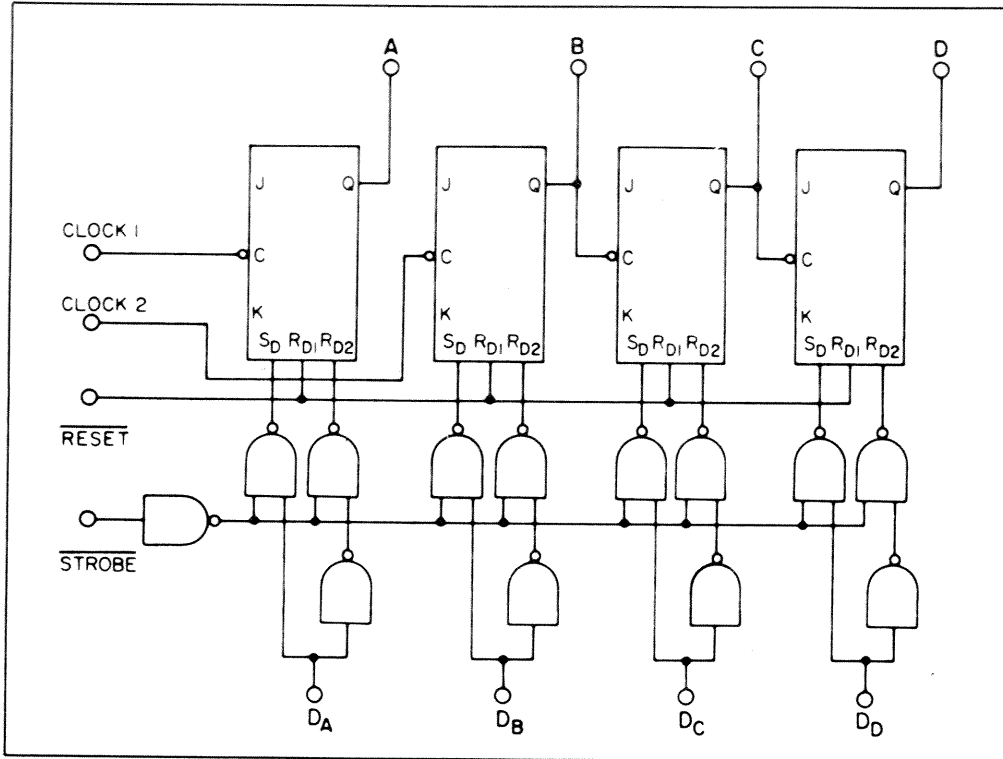 A B C D
J Q J Q J Q J Q
CLOCK 1
C C C C
CLOCK 2
K K K K
SD RD1 RD2 SD RD1 RD2 SD RD1 RD2 SD RD1 RD2
RESET
STROBE
DA DB DC DD